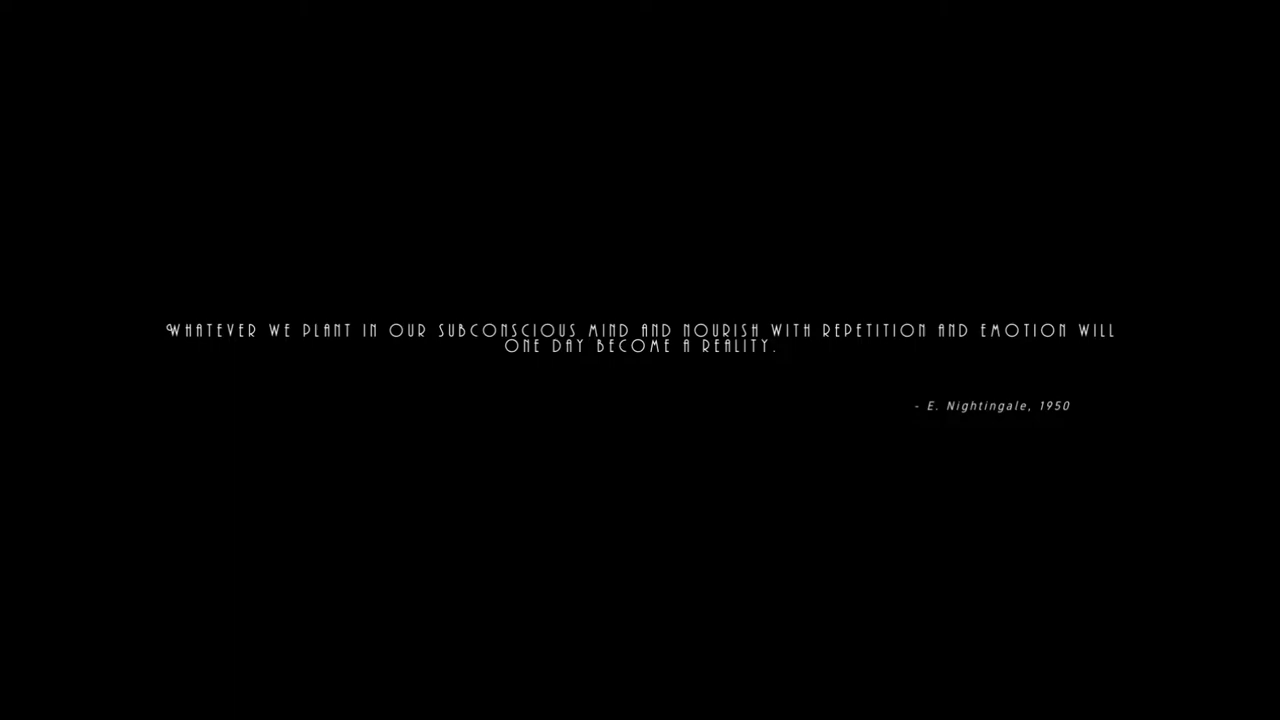 WHATEVER WE PLANT IN OUR SUBCONSCIOUS MIND AND NOURISH WITH REPETITION AND EMOTION WILL
ONE DAY BECOME A REALITY.
- E. Nightingale, 1950